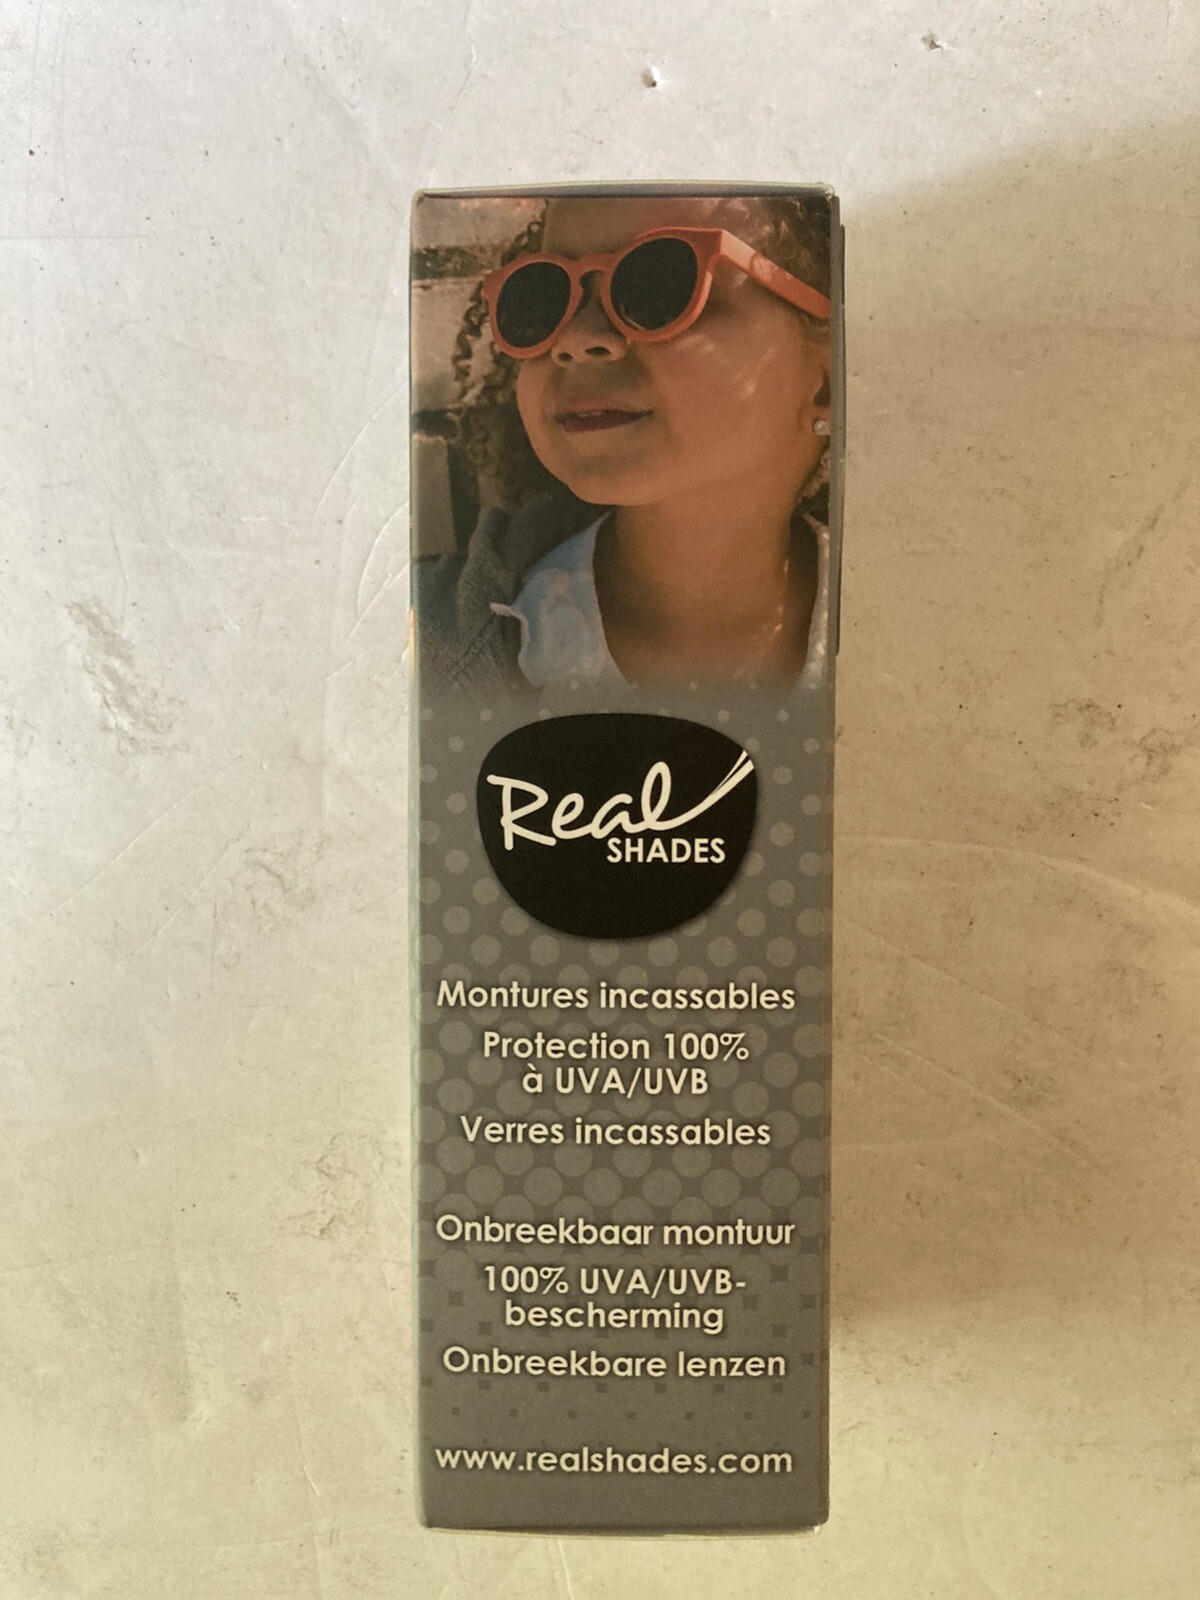 Real
SHADES
Montures incassables
Protection 100%
à UVA/UVB
Verres incassables
Onbreekbaar montuur
100% UVA/UVB-
bescherming
Onbreekbare lenzen
www.realshades.com